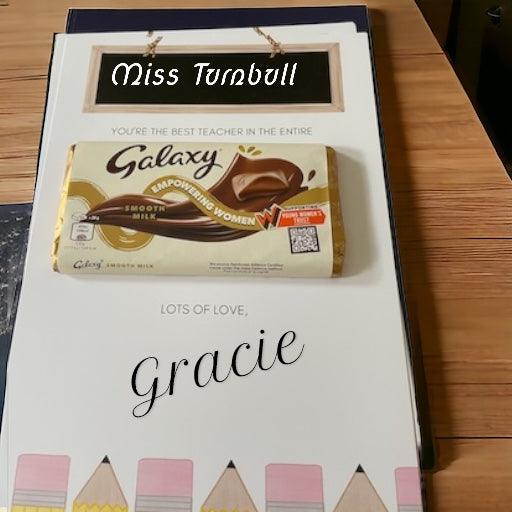 Miss Turnbull
YOU'RE THE BEST TEACHER IN THE ENTIRE
Galaxy
EMPOWERING WOMEN
SMOOTH
MILK
SUPPORTING
YOUNG WOMEN'S
TRUST
Galaxy SMOOTH MILK
LOTS OF LOVE,
Gracie